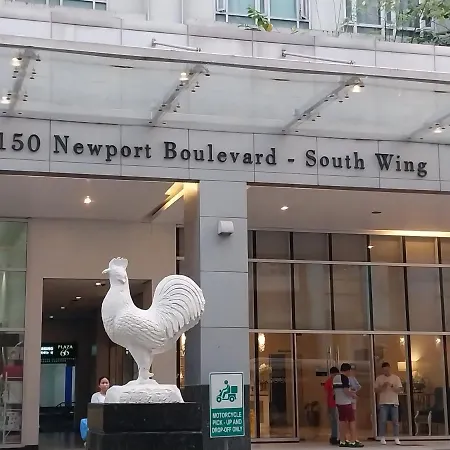 150 Newport Boulevard - South Wing
PLAZA
MOTORCYCLE
PICK - UP AND
DROP-OFF ONLY